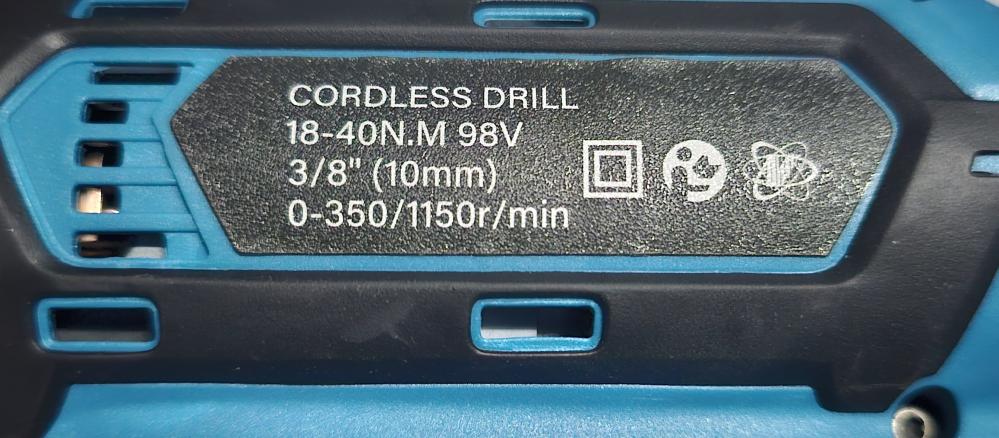 CORDLESS DRILL
18-40N.M 98V
3/8" (10mm)
0-350/1150r/min